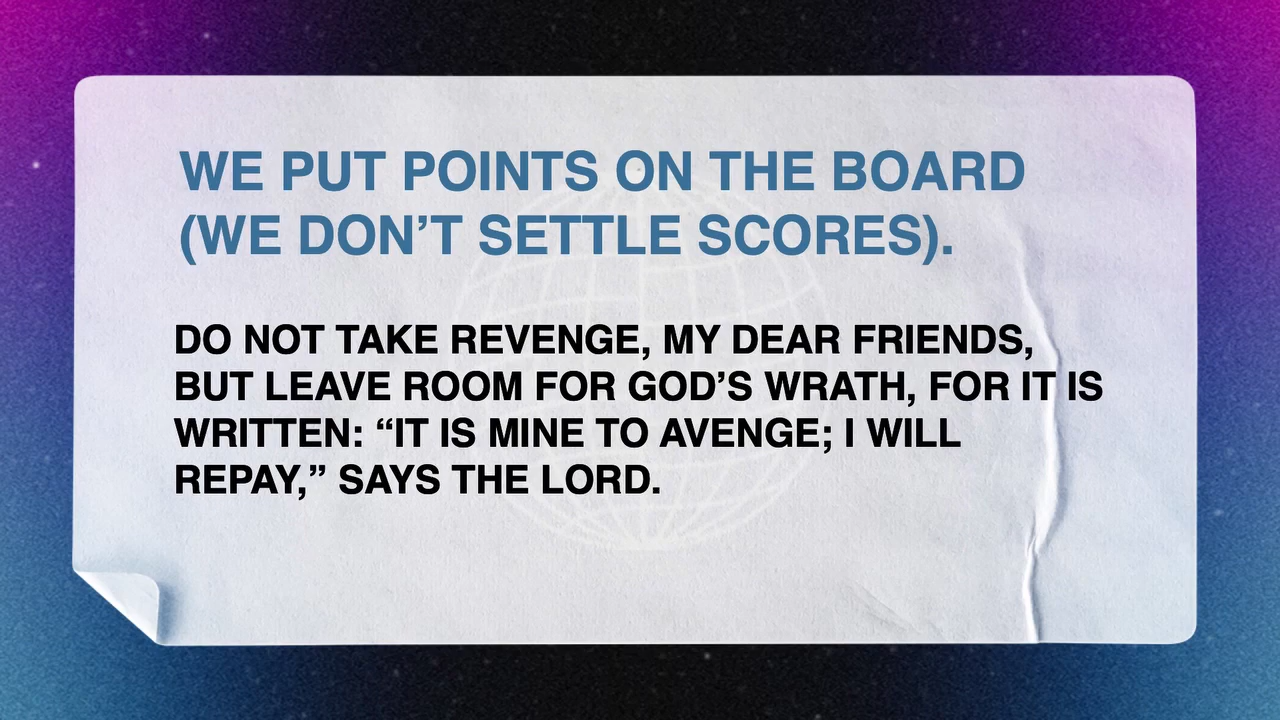 WE PUT POINTS ON THE BOARD
(WE DON’T SETTLE SCORES).
DO NOT TAKE REVENGE, MY DEAR FRIENDS,
BUT LEAVE ROOM FOR GOD’S WRATH, FOR IT IS
WRITTEN: “IT IS MINE TO AVENGE; I WILL
REPAY,” SAYS THE LORD.